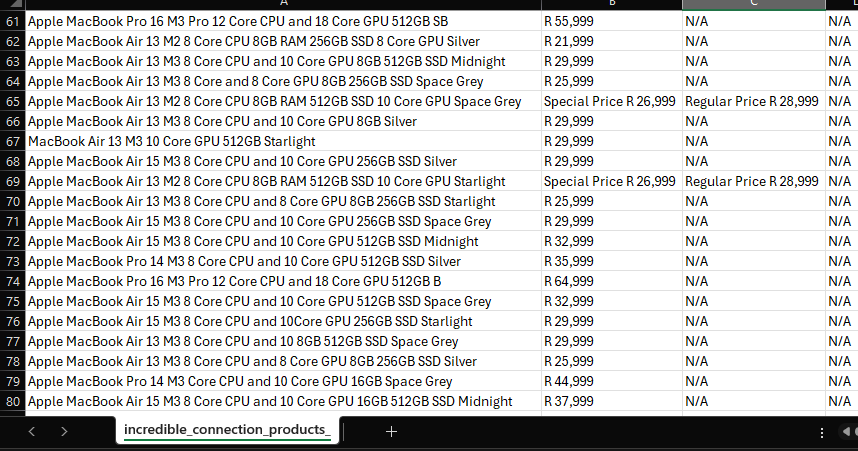 A B C
61 Apple MacBook Pro 16 M3 Pro 12 Core CPU and 18 Core GPU 512GB SB R 55,999 N/A N/A
62 Apple MacBook Air 13 M2 8 Core CPU 8GB RAM 256GB SSD 8 Core GPU Silver R 21,999 N/A N/A
63 Apple MacBook Air 13 M3 8 Core CPU and 10 Core GPU 8GB 512GB SSD Midnight R 29,999 N/A N/A
64 Apple MacBook Air 13 M3 8 Core and 8 Core GPU 8GB 256GB SSD Space Grey R 25,999 N/A N/A
65 Apple MacBook Air 13 M2 8 Core CPU 8GB RAM 512GB SSD 10 Core GPU Space Grey Special Price R 26,999 Regular Price R 28,999 N/A
66 Apple MacBook Air 13 M3 8 Core CPU and 10 Core GPU 8GB Silver R 29,999 N/A N/A
67 MacBook Air 13 M3 10 Core GPU 512GB Starlight R 29,999 N/A N/A
68 Apple MacBook Air 15 M3 8 Core CPU and 10 Core GPU 256GB SSD Silver R 29,999 N/A N/A
69 Apple MacBook Air 13 M2 8 Core CPU 8GB RAM 512GB SSD 10 Core GPU Starlight Special Price R 26,999 Regular Price R 28,999 N/A
70 Apple MacBook Air 13 M3 8 Core CPU and 8 Core GPU 8GB 256GB SSD Starlight R 25,999 N/A N/A
71 Apple MacBook Air 15 M3 8 Core CPU and 10 Core GPU 256GB SSD Space Grey R 29,999 N/A N/A
72 Apple MacBook Air 15 M3 8 Core CPU and 10 Core GPU 512GB SSD Midnight R 32,999 N/A N/A
73 Apple MacBook Pro 14 M3 8 Core CPU and 10 Core GPU 512GB SSD Silver R 35,999 N/A N/A
74 Apple MacBook Pro 16 M3 Pro 12 Core CPU and 18 Core GPU 512GB B R 64,999 N/A N/A
75 Apple MacBook Air 15 M3 8 Core CPU and 10 Core GPU 512GB SSD Space Grey R 32,999 N/A N/A
76 Apple MacBook Air 15 M3 8 Core CPU and 10Core GPU 256GB SSD Starlight R 29,999 N/A N/A
77 Apple MacBook Air 13 M3 8 Core CPU and 10 8GB 512GB SSD Space Grey R 29,999 N/A N/A
78 Apple MacBook Air 13 M3 8 Core CPU and 8 Core GPU 8GB 256GB SSD Silver R 25,999 N/A N/A
79 Apple MacBook Pro 14 M3 Core CPU and 10 Core GPU 16GB Space Grey R 44,999 N/A N/A
80 Apple MacBook Air 15 M3 8 Core CPU and 10 Core GPU 16GB 512GB SSD Midnight R 37,999 N/A N/A
incredible_connection_products_